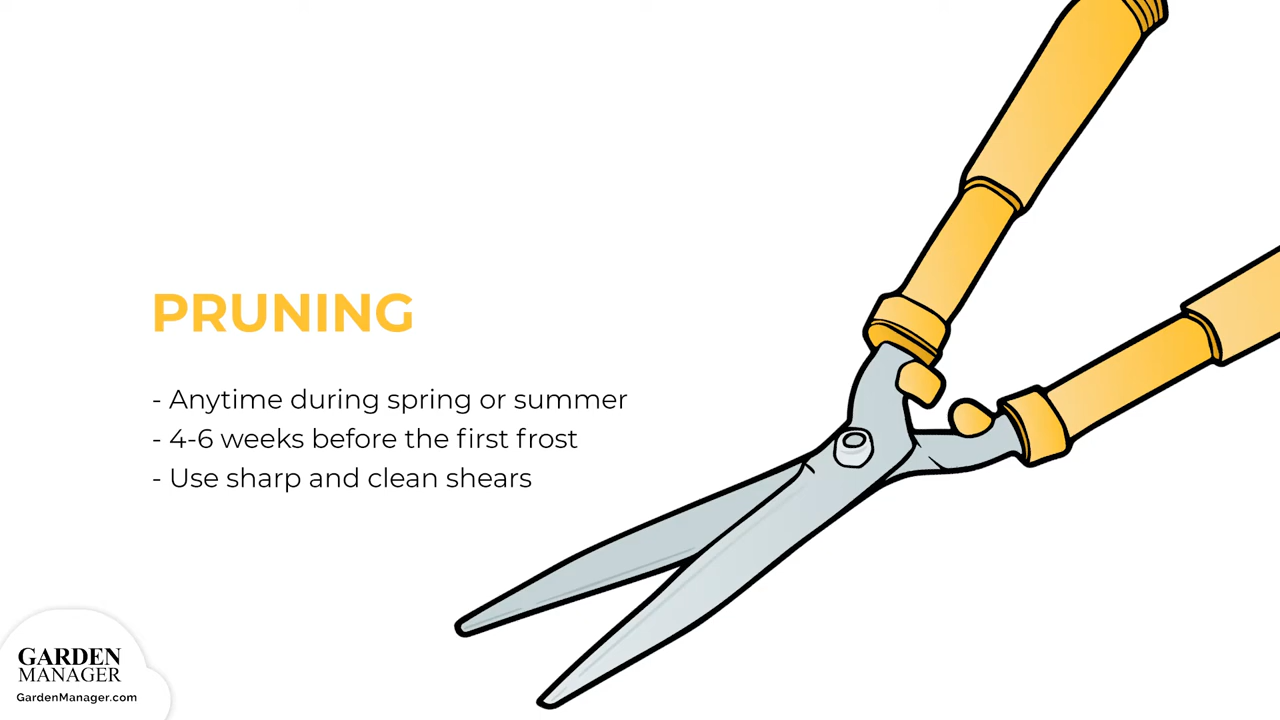 PRUNING
- Anytime during spring or summer
- 4-6 weeks before the first frost
- Use sharp and clean shears
GARDEN
MANAGER
GardenManager.com